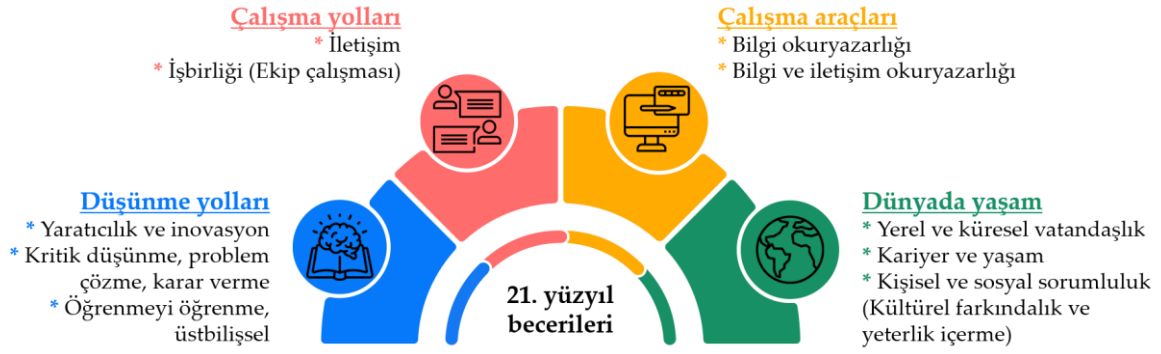 Çalışma yolları
* İletişim
* İşbirliği (Ekip çalışması)
Çalışma araçları
* Bilgi okuryazarlığı
* Bilgi ve iletişim okuryazarlığı
Düşünme yolları
* Yaratıcılık ve inovasyon
* Kritik düşünme, problem
çözme, karar verme
* Öğrenmeyi öğrenme,
üstbilişsel
Dünyada yaşam
* Yerel ve küresel vatandaşlık
* Kariyer ve yaşam
* Kişisel ve sosyal sorumluluk
(Kültürel farkındalık ve
yeterlik içerme)
21. yüzyıl
becerileri